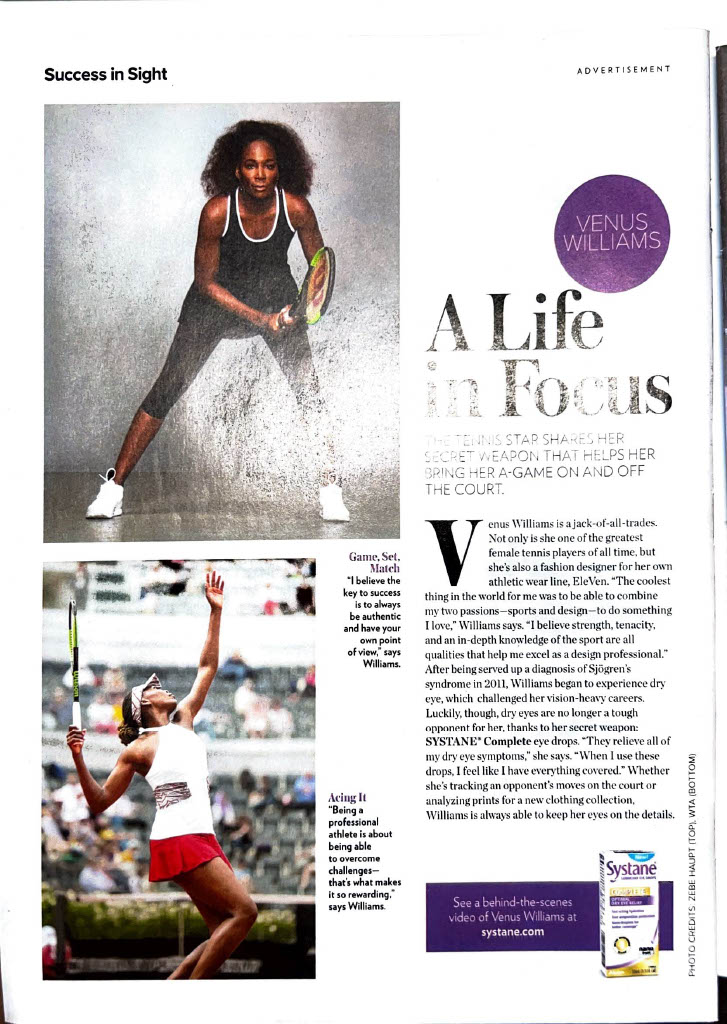 Success in Sight
ADVERTISEMENT
VENUS
WILLIAMS
A Life
in Focus
THE TENNIS STAR SHARES HER
SECRET WEAPON THAT HELPS HER
BRING HER A-GAME ON AND OFF
THE COURT.
Venus Williams is a jack-of-all-trades.
Not only is she one of the greatest
female tennis players of all time, but
she's also a fashion designer for her own
athletic wear line, EleVen. “The coolest
thing in the world for me was to be able to combine
my two passions—sports and design—to do something
I love,” Williams says. “I believe strength, tenacity,
and an in-depth knowledge of the sport are all
qualities that help me excel as a design professional.”
After being served up a diagnosis of Sjögren's
syndrome in 2011, Williams began to experience dry
eye, which challenged her vision-heavy careers.
Luckily, though, dry eyes are no longer a tough
opponent for her, thanks to her secret weapon:
SYSTANE® Complete eye drops. “They relieve all of
my dry eye symptoms,” she says. “When I use these
drops, I feel like I have everything covered.” Whether
she's tracking an opponent's moves on the court or
analyzing prints for a new clothing collection,
Williams is always able to keep her eyes on the details.
Game, Set,
Match
“I believe the
key to success
is to always
be authentic
and have your
own point
of view,” says
Williams.
Acing It
“Being a
professional
athlete is about
being able
to overcome
challenges—
that's what makes
it so rewarding,”
says Williams.
See a behind-the-scenes
video of Venus Williams at
systane.com
Systane
COMPLETE
OPTIMAL
DRY EYE RELIEF
PHOTO CREDITS: ZEBE HAUPT (TOP), WTA (BOTTOM)